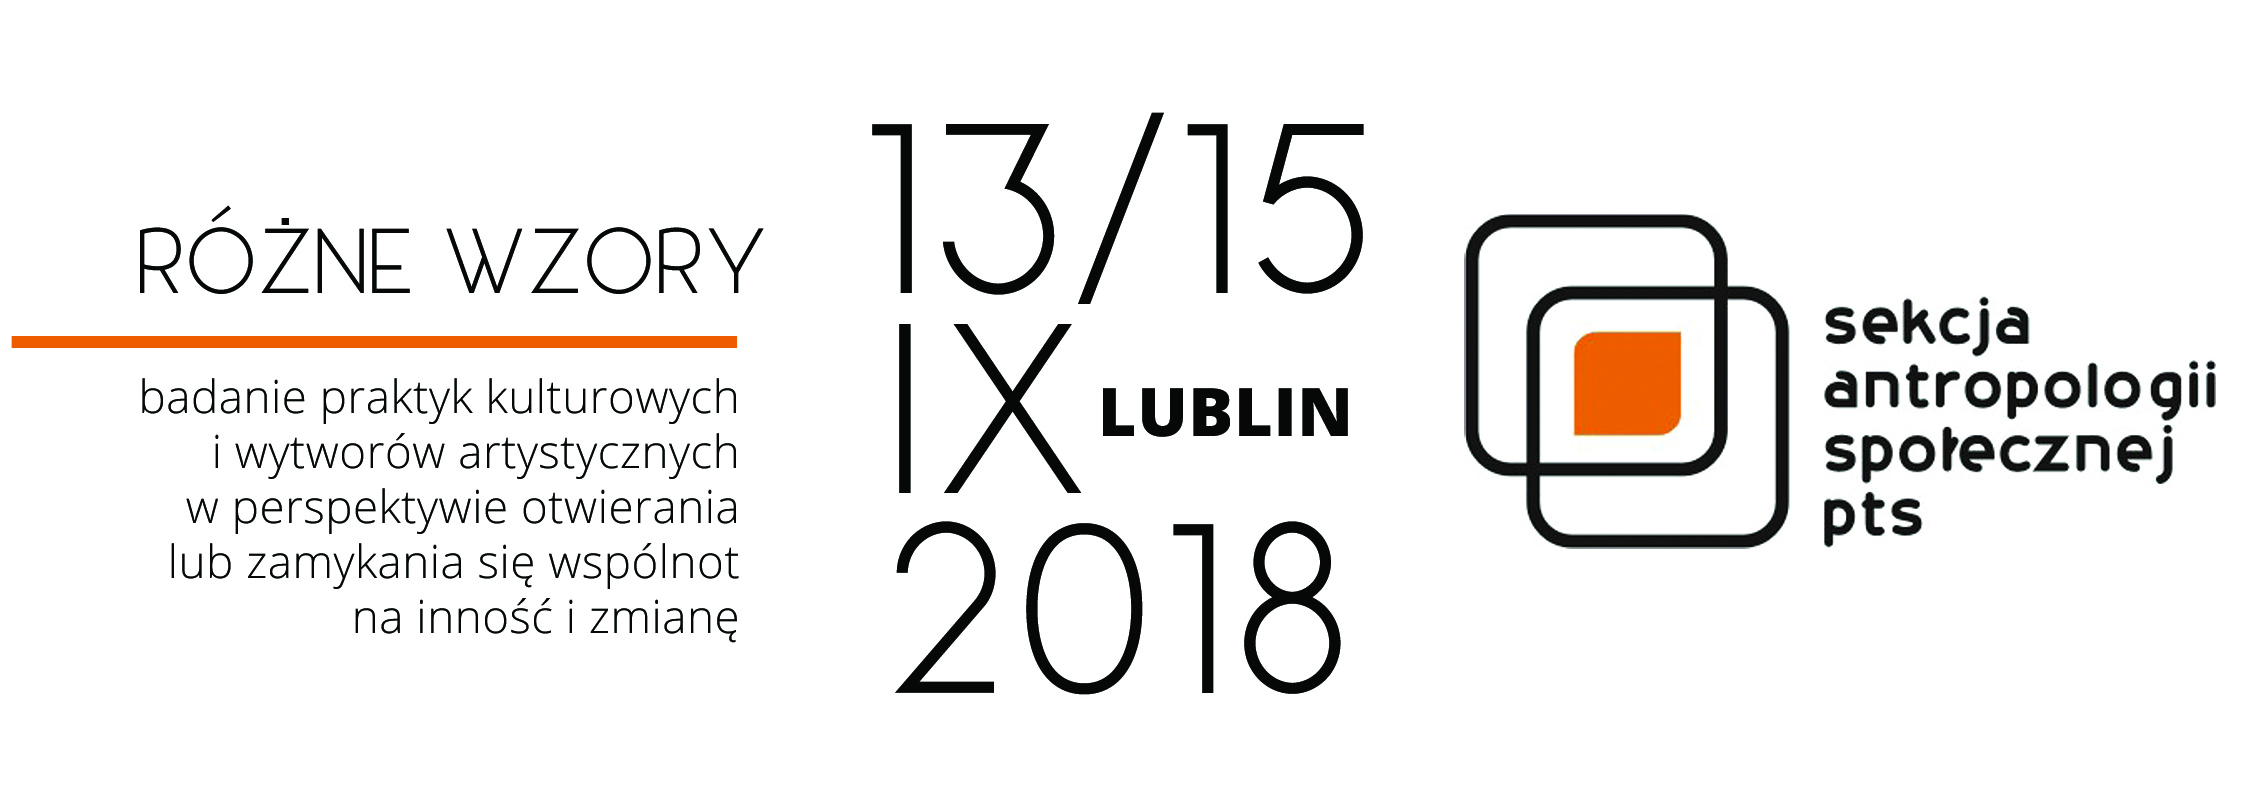 RÓŻNE WZORY
badanie praktyk kulturowych
i wytworów artystycznych
w perspektywie otwierania
lub zamykania się wspólnot
na inność i zmianę
13/15
IX LUBLIN
2018
sekcja
antropologii
społecznej
pts